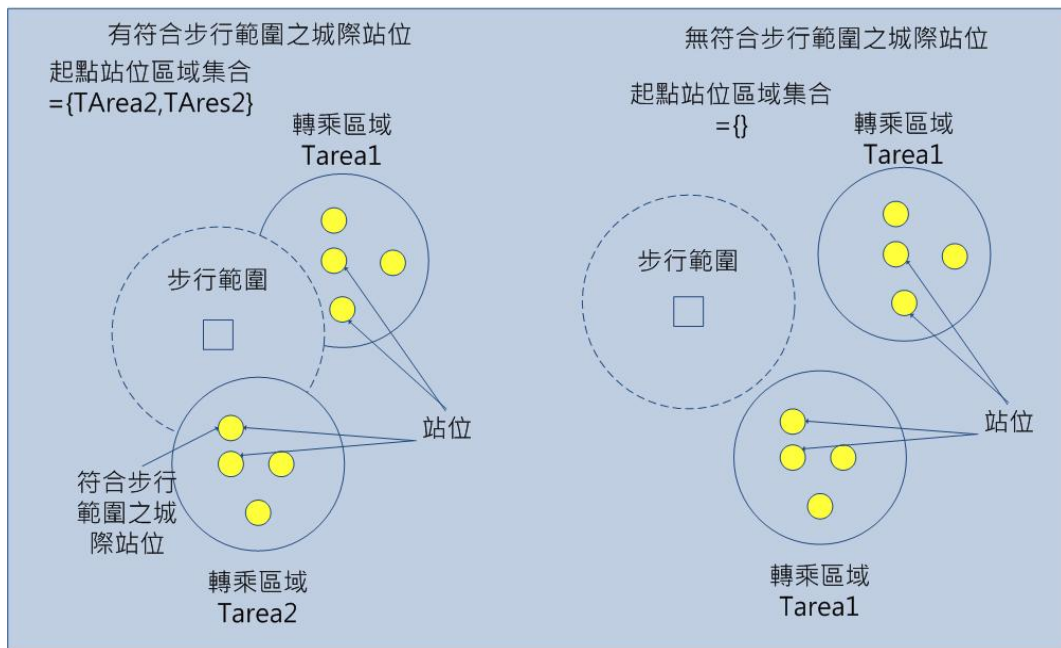 有符合步行範圍之城際站位
起點站位區域集合
={TArea2,TAres2}
轉乘區域
Tarea1
步行範圍
站位
符合步行
範圍之城
際站位
轉乘區域
Tarea2
無符合步行範圍之城際站位
起點站位區域集合
={}
轉乘區域
Tarea1
步行範圍
站位
轉乘區域
Tarea1